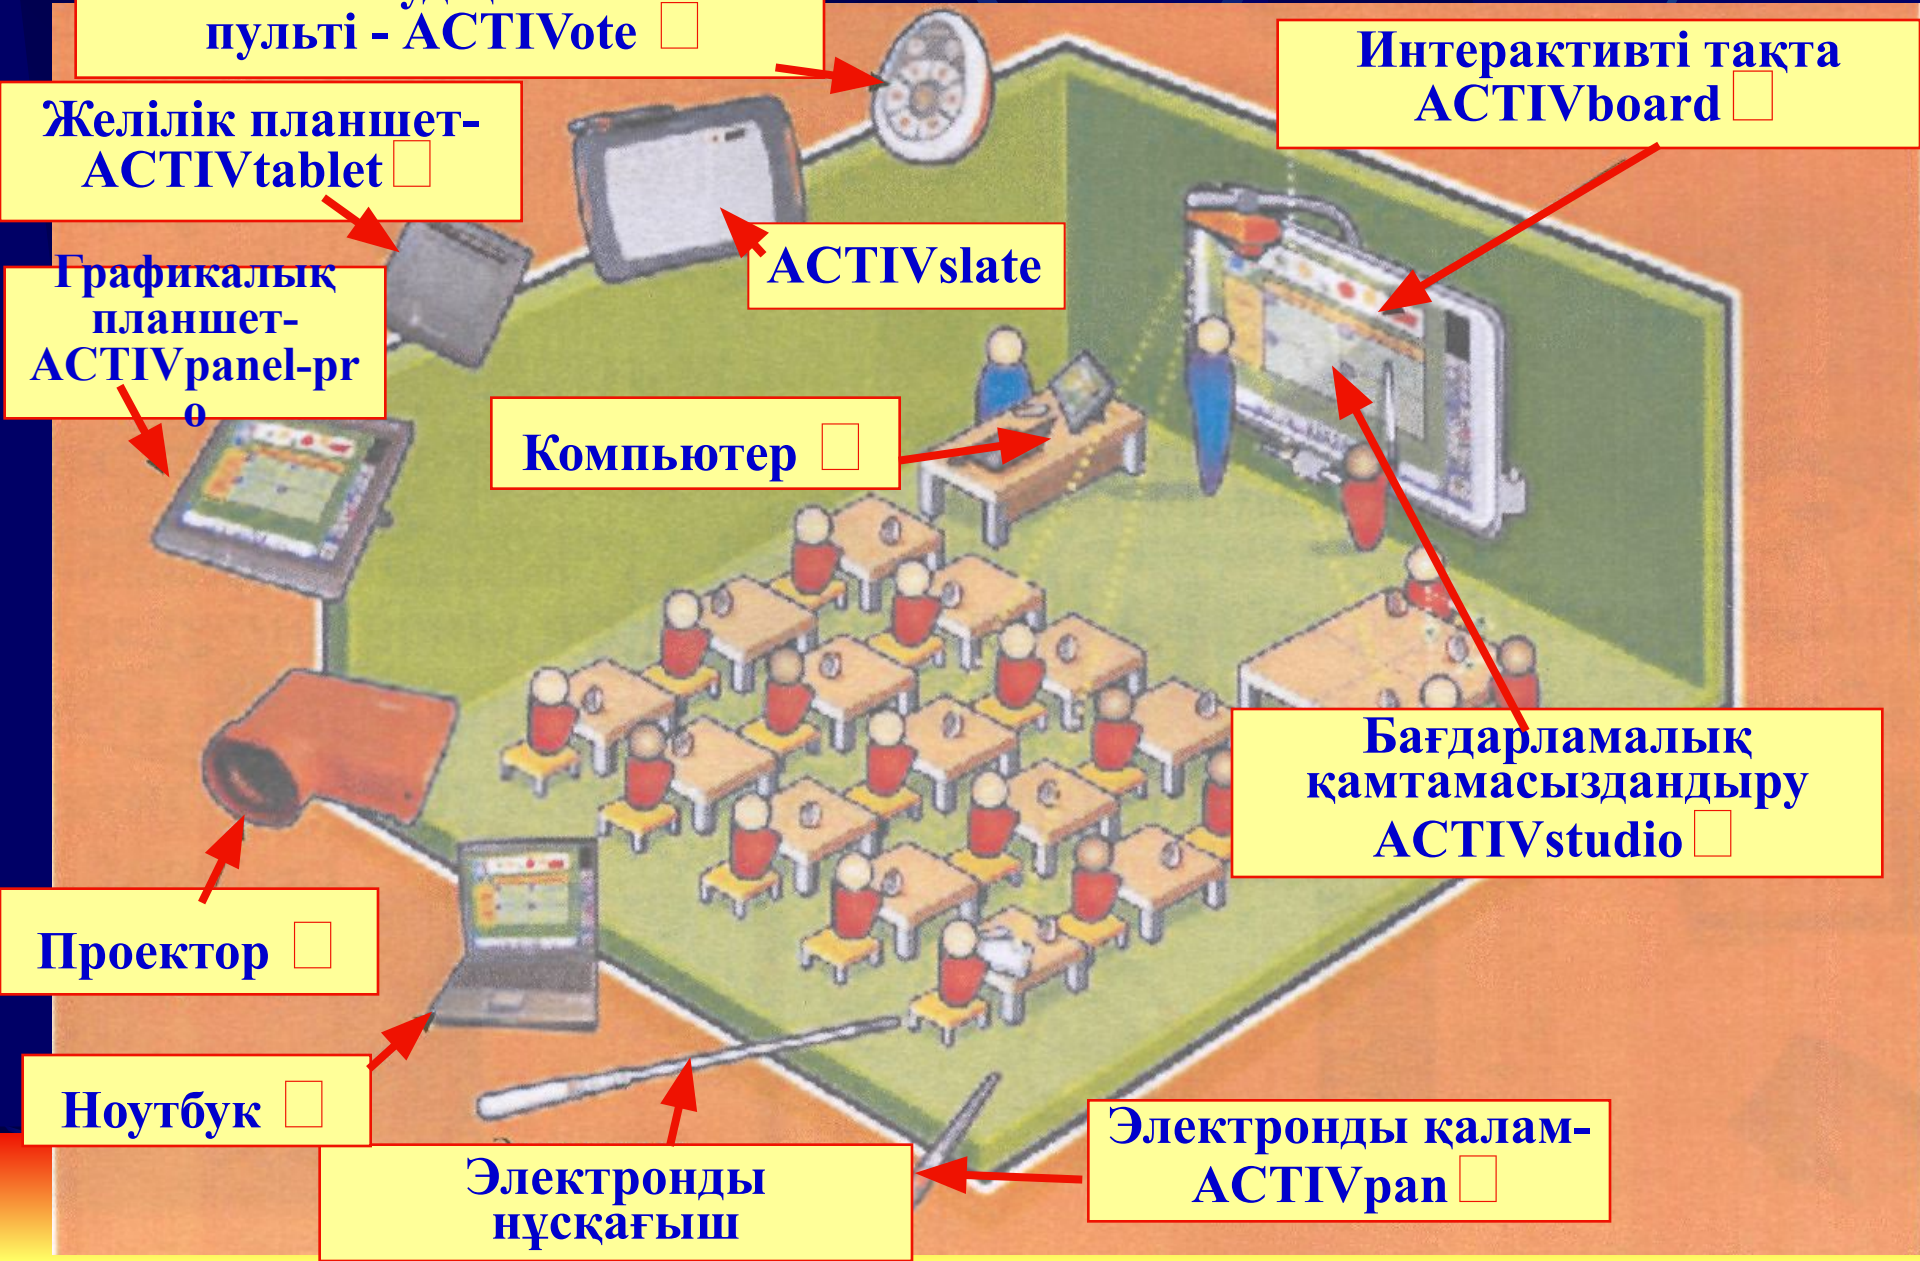 пульті - ACTIVote
Интерактивті тақта
ACTIVboard
Желілік планшет-
ACTIVtablet
ACTIVslate
Графикалық
планшет-
ACTIVpanel-pr
o
Компьютер
Бағдарламалық
қамтамасыздандыру
ACTIVstudio
Проектор
Ноутбук
Электронды
нұсқағыш
Электронды қалам-
ACTIVpan